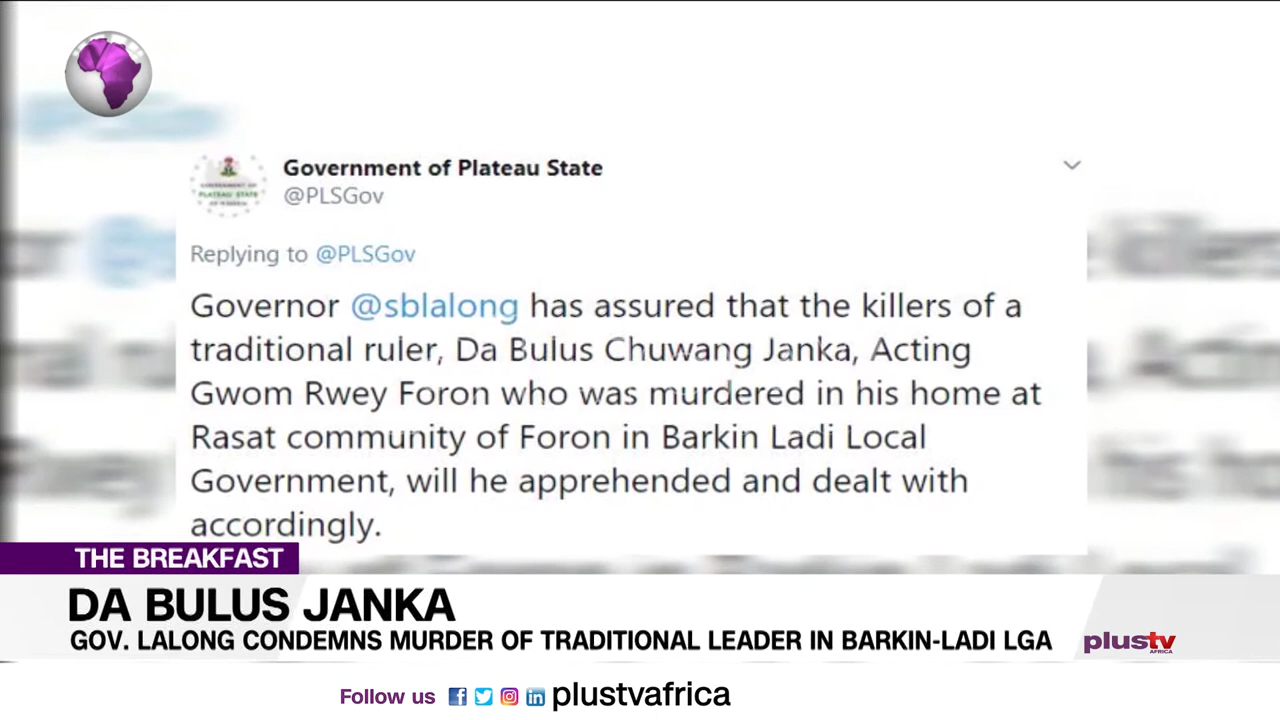 Government of Plateau State
@PLSGov
Replying to @PLSGov
Governor @sblalong has assured that the killers of a
traditional ruler, Da Bulus Chuwang Janka, Acting
Gwom Rwey Foron who was murdered in his home at
Rasat community of Foron in Barkin Ladi Local
Government, will he apprehended and dealt with
accordingly.
THE BREAKFAST
DA BULUS JANKA
GOV. LALONG CONDEMNS MURDER OF TRADITIONAL LEADER IN BARKIN-LADI LGA
plustv
AFRICA
Follow us plustvafrica